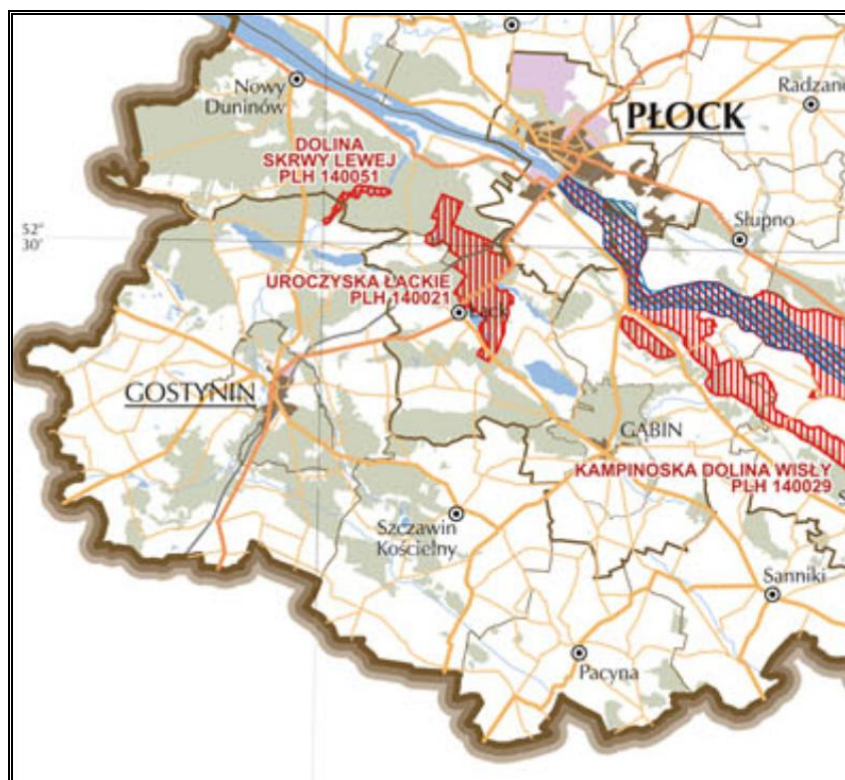 Nowy
Duninów
PŁOCK
Radzano
DOLINA
SKRWY LEWEJ
PLH 140051
52°
30'
Słupno
UROCZYSKA ŁĄCKIE
PLH 140021
Łąck
GOSTYNIN
GĄBIN
KAMPINOSKA DOLINA WISŁY
PLH 140029
Szczawin
Kościelny
S
Sanniki
Pacyna